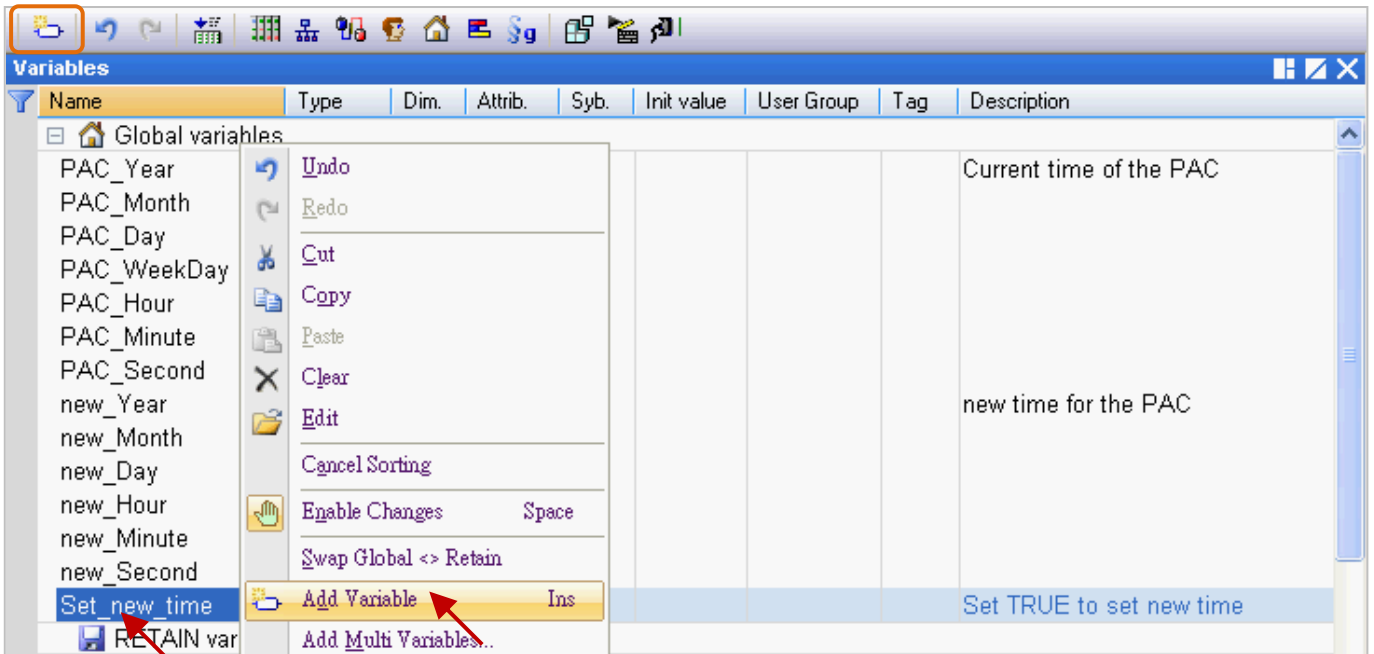 §g
Variables
Name Type Dim. Attrib. Syb. Init value User Group Tag Description
Global variables
PAC_Year Current time of the PAC
PAC_Month
PAC_Day
PAC_WeekDay
PAC_Hour
PAC_Minute
PAC_Second
new_Year new time for the PAC
new_Month
new_Day
new_Hour
new_Minute
new_Second
Set_new_time Set TRUE to set new time
RETAIN var
Undo
Redo
Cut
Copy
Paste
Clear
Edit
Cancel Sorting
Enable Changes Space
Swap Global <> Retain
Add Variable Ins
Add Multi Variables...